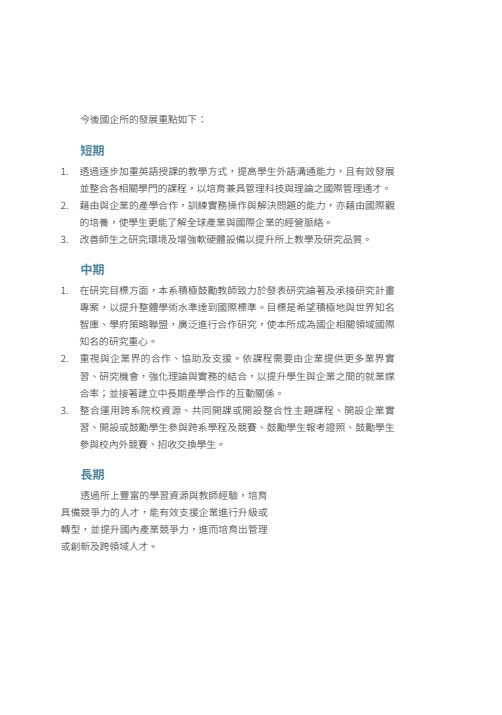 今後國企所的發展重點如下：
短期
1. 透過逐步加重英語授課的教學方式，提高學生外語溝通能力，且有效發展
並整合各相關學門的課程，以培育兼具管理科技與理論之國際管理通才。
2. 藉由與企業的產學合作，訓練實務操作與解決問題的能力，亦藉由國際觀
的培養，使學生更能了解全球產業與國際企業的經營脈絡。
3. 改善師生之研究環境及增強軟硬體設備以提升所上教學及研究品質。
中期
1. 在研究目標方面，本系積極鼓勵教師致力於發表研究論著及承接研究計畫
專案，以提升整體學術水準達到國際標準。目標是希望積極地與世界知名
智庫、學府策略聯盟，廣泛進行合作研究，使本所成為國企相關領域國際
知名的研究重心。
2. 重視與企業界的合作、協助及支援。依課程需要由企業提供更多業界實
習、研究機會，強化理論與實務的結合，以提升學生與企業之間的就業媒
合率；並接著建立中長期產學合作的互動關係。
3. 整合運用跨系院校資源、共同開課或開設整合性主題課程、開設企業實
習、開設或鼓勵學生參與跨系學程及競賽、鼓勵學生報考證照、鼓勵學生
參與校內外競賽、招收交換學生。
長期
透過所上豐富的學習資源與教師經驗，培育
具備競爭力的人才，能有效支援企業進行升級或
轉型，並提升國內產業競爭力，進而培育出管理
或創新及跨領域人才。